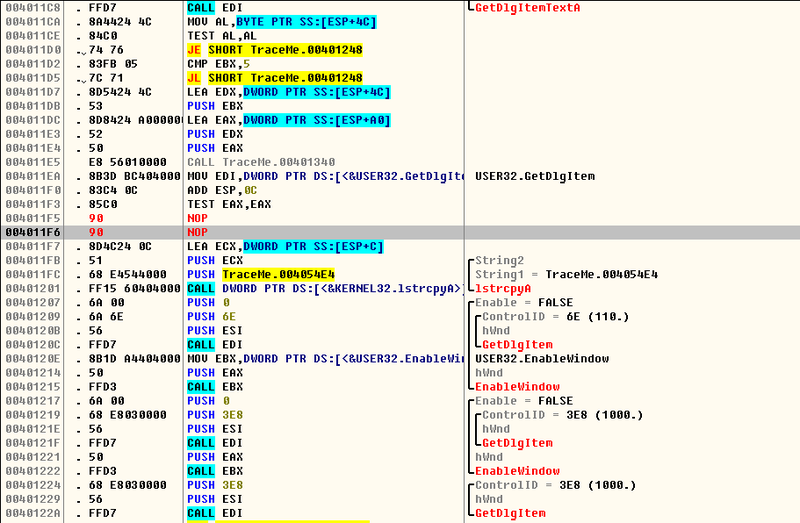 004011C8 . FFD7 CALL EDI GetDlgItemTextA
004011CA . 8A4424 4C MOV AL,BYTE PTR SS:[ESP+4C]
004011CE . 84C0 TEST AL,AL
004011D0 . 74 76 JE SHORT TraceMe.00401248
004011D2 . 83FB 05 CMP EBX,5
004011D5 . 7C 71 JL SHORT TraceMe.00401248
004011D7 . 8D5424 4C LEA EDX,DWORD PTR SS:[ESP+4C]
004011DB . 53 PUSH EBX
004011DC . 8D8424 A000000 LEA EAX,DWORD PTR SS:[ESP+A0]
004011E3 . 52 PUSH EDX
004011E4 . 50 PUSH EAX
004011E5 E8 56010000 CALL TraceMe.00401340
004011EA . 8B3D BC404000 MOV EDI,DWORD PTR DS:[<&USER32.GetDlgIte USER32.GetDlgItem
004011F0 . 83C4 0C ADD ESP,0C
004011F3 . 85C0 TEST EAX,EAX
004011F5 90 NOP
004011F6 90 NOP
004011F7 . 8D4C24 0C LEA ECX,DWORD PTR SS:[ESP+C]
004011FB . 51 PUSH ECX String2
004011FC . 68 E4544000 PUSH TraceMe.004054E4 String1 = TraceMe.004054E4
00401201 . FF15 60404000 CALL DWORD PTR DS:[<&KERNEL32.lstrcpyA>] lstrcpyA
00401207 . 6A 00 PUSH 0 Enable = FALSE
00401209 . 6A 6E PUSH 6E ControlID = 6E (110.)
0040120B . 56 PUSH ESI hWnd
0040120C . FFD7 CALL EDI GetDlgItem
0040120E . 8B1D A4404000 MOV EBX,DWORD PTR DS:[<&USER32.EnableWin USER32.EnableWindow
00401214 . 50 PUSH EAX hWnd
00401215 . FFD3 CALL EBX EnableWindow
00401217 . 6A 00 PUSH 0 Enable = FALSE
00401219 . 68 E8030000 PUSH 3E8 ControlID = 3E8 (1000.)
0040121E . 56 PUSH ESI hWnd
0040121F . FFD7 CALL EDI GetDlgItem
00401221 . 50 PUSH EAX hWnd
00401222 . FFD3 CALL EBX EnableWindow
00401224 . 68 E8030000 PUSH 3E8 ControlID = 3E8 (1000.)
00401229 . 56 PUSH ESI hWnd
0040122A . FFD7 CALL EDI GetDlgItem